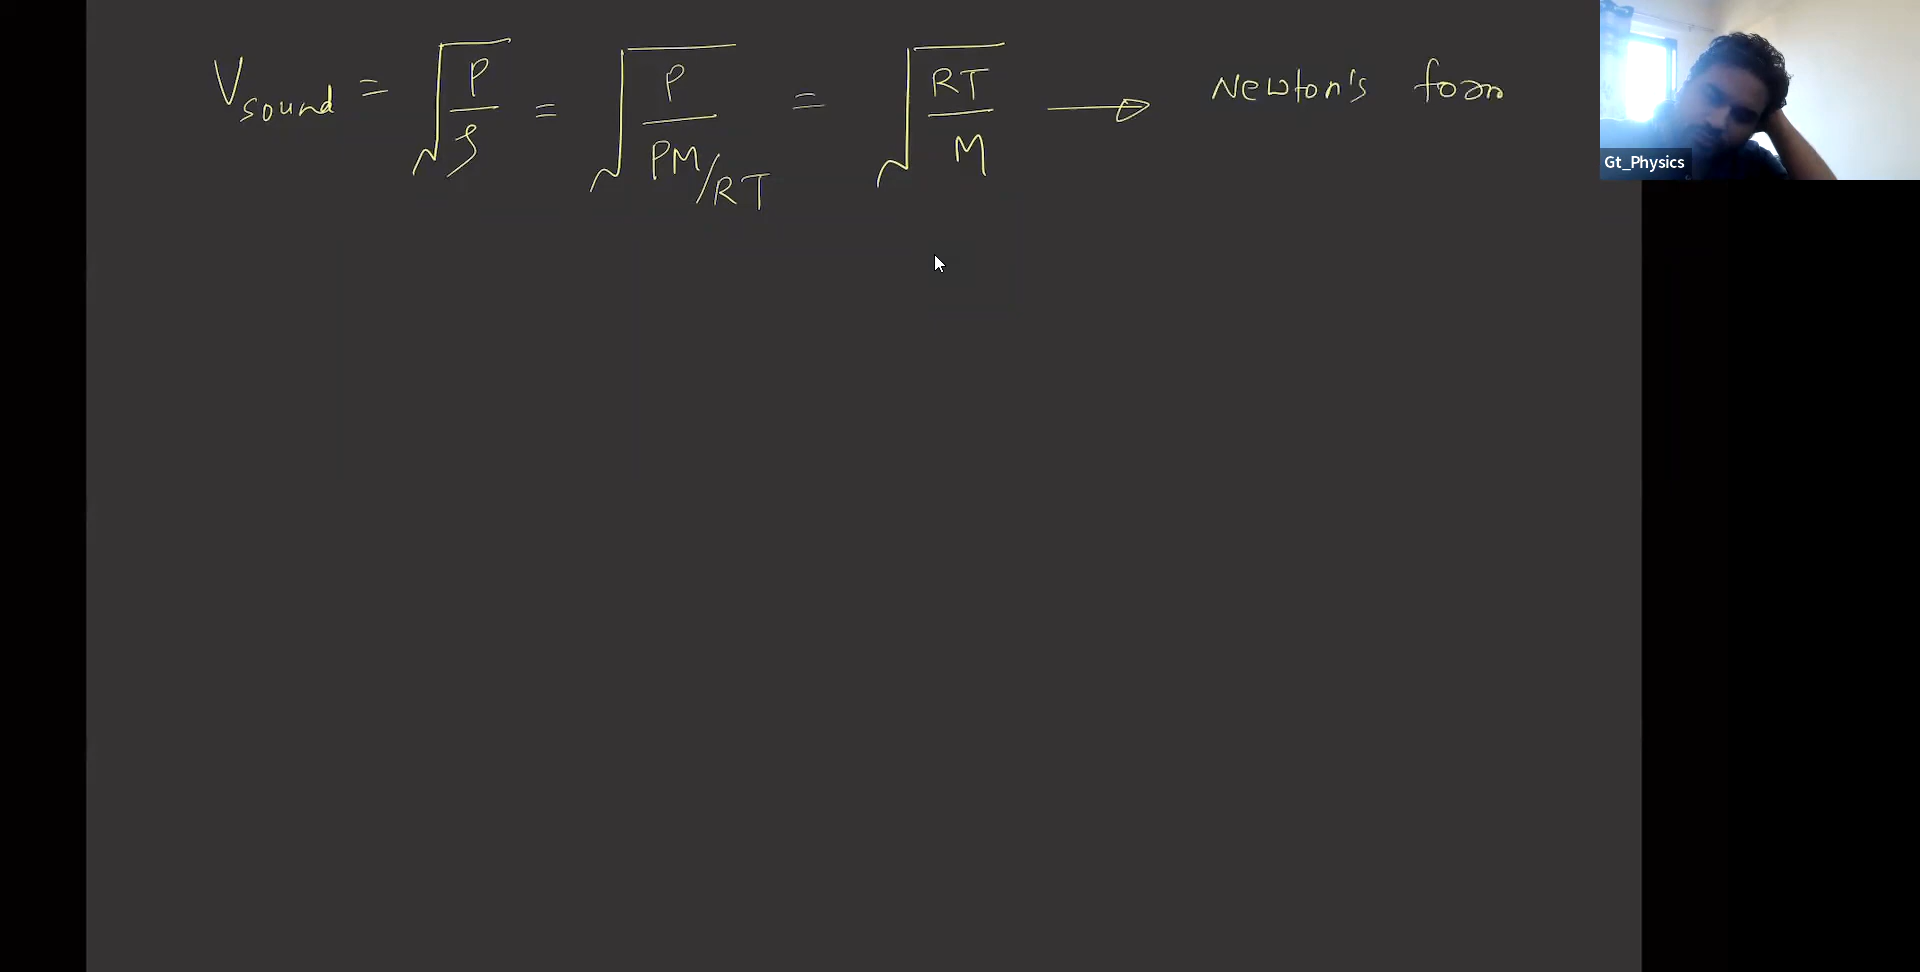 V_sound = √(P/ρ) = √(P/(PM/RT)) = √(RT/M) → Newton's form
Gt_Physics